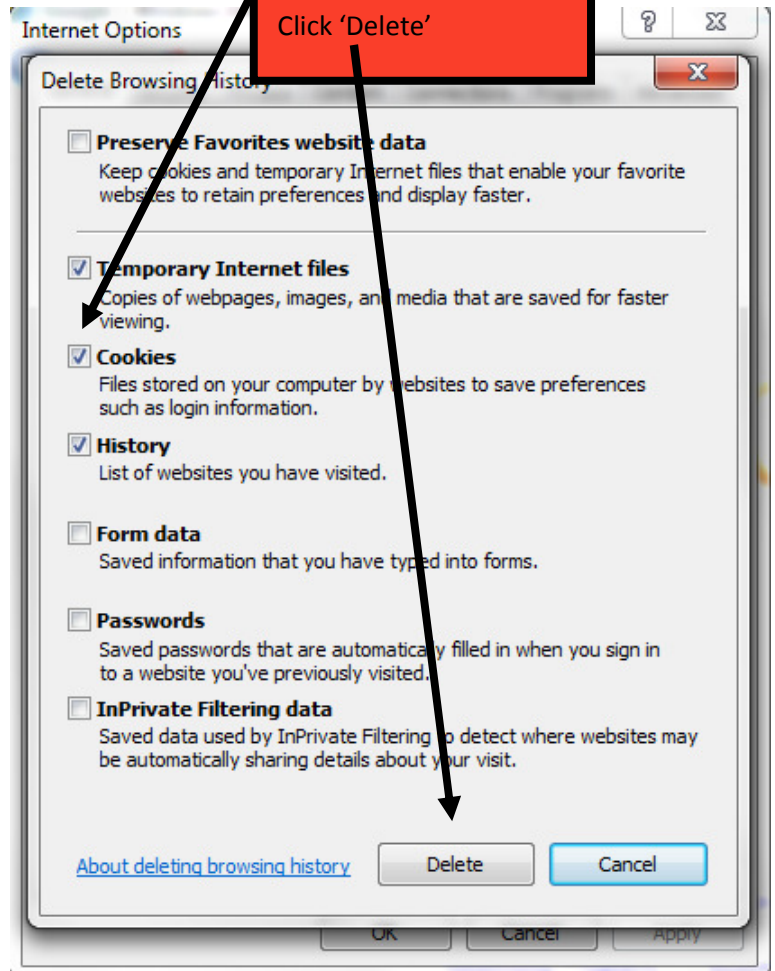 Click ‘Delete’
Internet Options
Delete Browsing History
Preserve Favorites website data
Keep cookies and temporary Internet files that enable your favorite
websites to retain preferences and display faster.
Temporary Internet files
Copies of webpages, images, and media that are saved for faster
viewing.
Cookies
Files stored on your computer by websites to save preferences
such as login information.
History
List of websites you have visited.
Form data
Saved information that you have typed into forms.
Passwords
Saved passwords that are automatically filled in when you sign in
to a website you've previously visited.
InPrivate Filtering data
Saved data used by InPrivate Filtering to detect where websites may
be automatically sharing details about your visit.
About deleting browsing history Delete Cancel
OK Cancel Apply